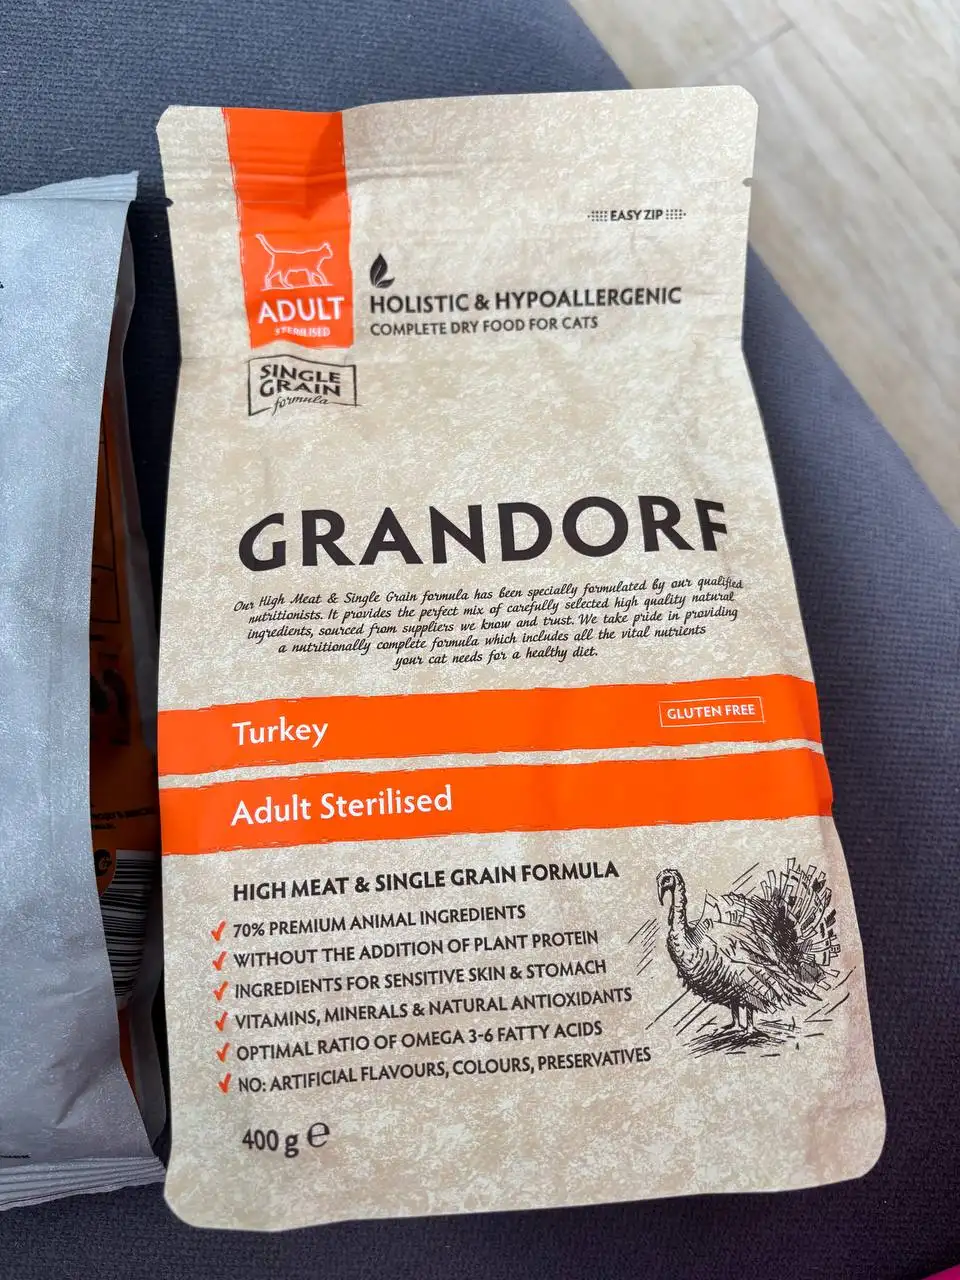 EASY ZIP
ADULT
STERILISED
HOLISTIC & HYPOALLERGENIC
COMPLETE DRY FOOD FOR CATS
SINGLE
GRAIN
formula
GRANDORF
Our High Meat & Single Grain formula has been specially formulated by our qualified
nutritionists. It provides the perfect mix of carefully selected high quality natural
ingredients, sourced from suppliers we know and trust. We take pride in providing
a nutritionally complete formula which includes all the vital nutrients
your cat needs for a healthy diet.
Turkey
GLUTEN FREE
Adult Sterilised
HIGH MEAT & SINGLE GRAIN FORMULA
70% PREMIUM ANIMAL INGREDIENTS
WITHOUT THE ADDITION OF PLANT PROTEIN
INGREDIENTS FOR SENSITIVE SKIN & STOMACH
VITAMINS, MINERALS & NATURAL ANTIOXIDANTS
OPTIMAL RATIO OF OMEGA 3-6 FATTY ACIDS
NO: ARTIFICIAL FLAVOURS, COLOURS, PRESERVATIVES
400 g ℮